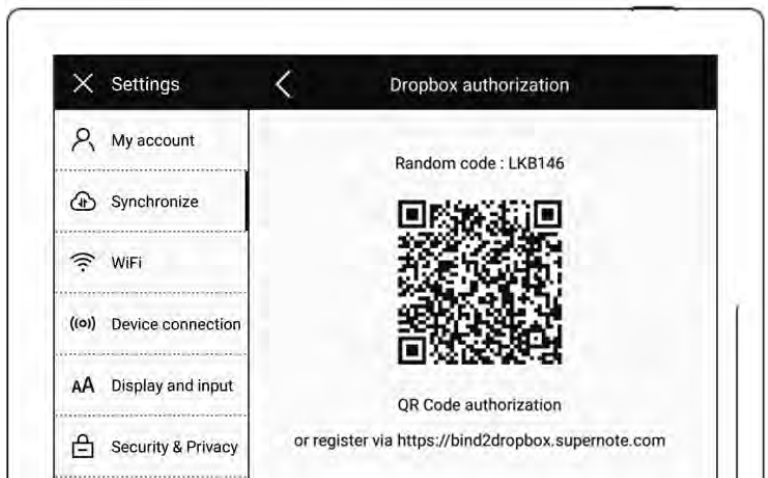 Settings
Dropbox authorization
My account
Synchronize
WiFi
Device connection
AA Display and input
Security & Privacy
Random code : LKB146
QR Code authorization
or register via https://bind2dropbox.supernote.com